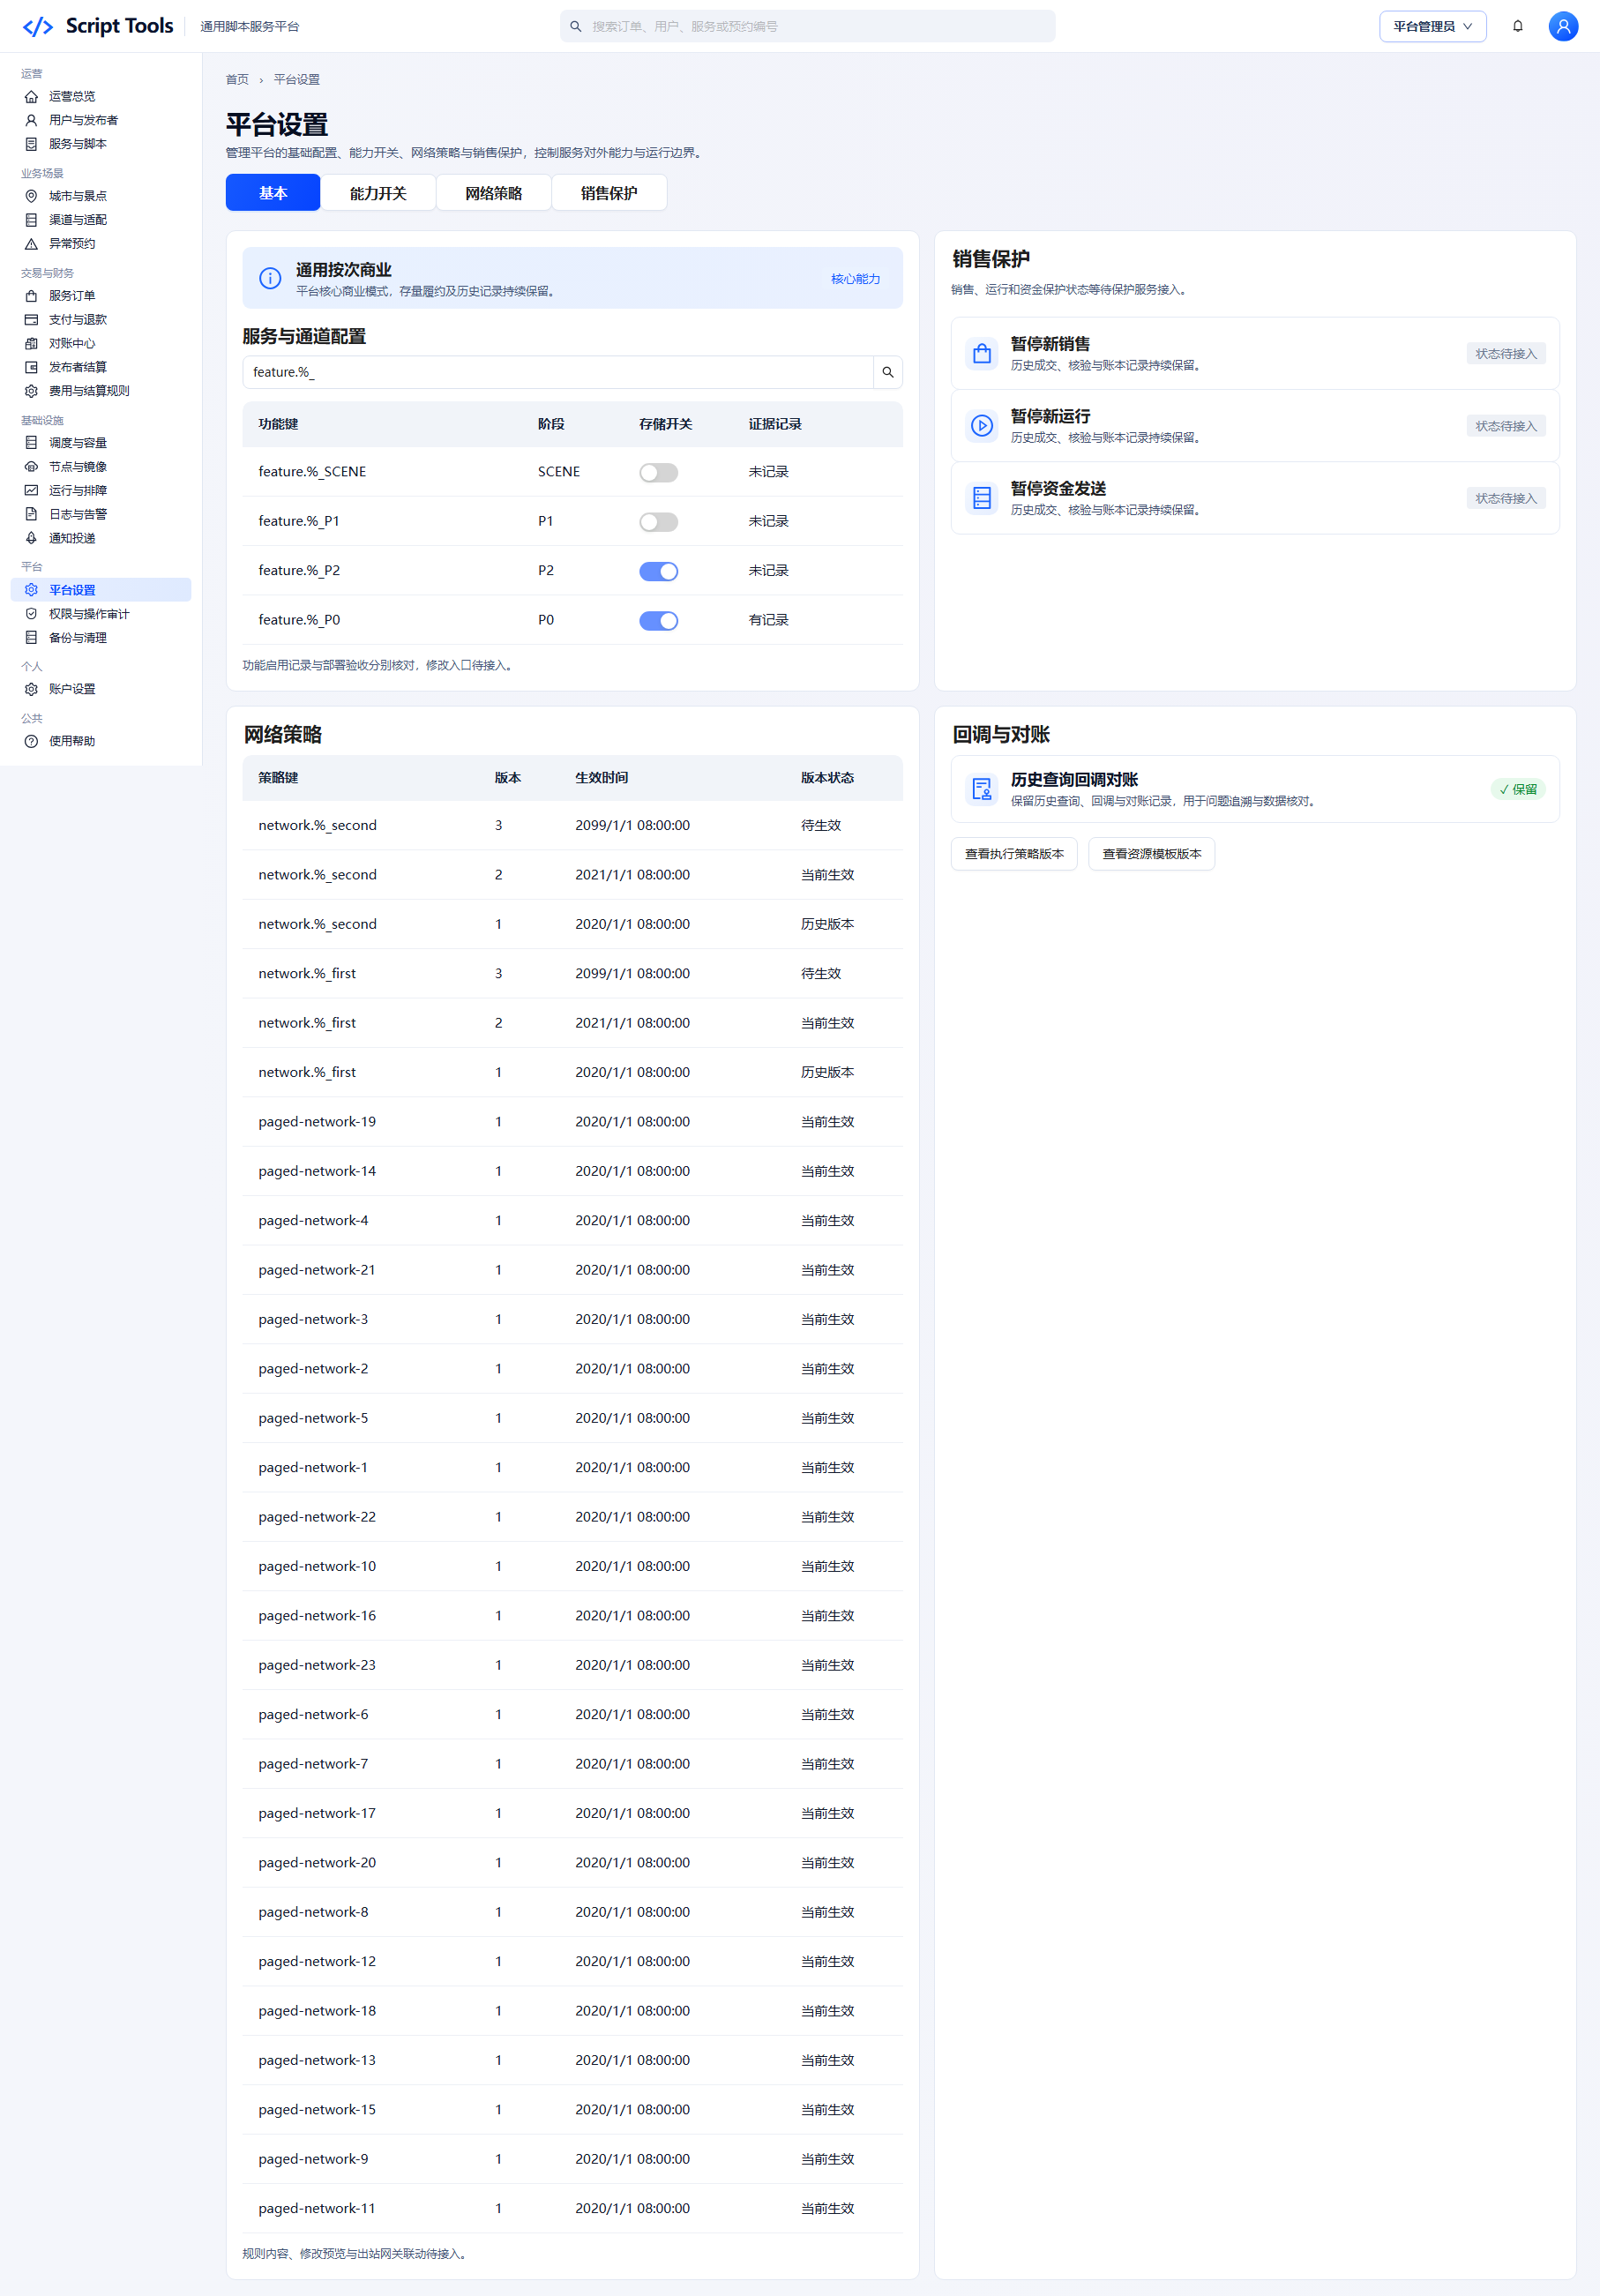 Script Tools
通用脚本服务平台
搜索订单、用户、服务或预约编号
平台管理员
运营
运营总览
用户与发布者
服务与脚本
业务场景
城市与景点
渠道与适配
异常预约
交易与财务
服务订单
支付与退款
对账中心
发布者结算
费用与结算规则
基础设施
调度与容量
节点与镜像
运行与排障
日志与告警
通知投递
平台
平台设置
权限与操作审计
备份与清理
个人
账户设置
公共
使用帮助
首页 › 平台设置
平台设置
管理平台的基础配置、能力开关、网络策略与销售保护，控制服务对外能力与运行边界。
基本 能力开关 网络策略 销售保护
通用按次商业
平台核心商业模式，存量履约及历史记录持续保留。
核心能力
服务与通道配置
feature.%_
功能键 阶段 存储开关 证据记录
feature.%_SCENE SCENE 未记录
feature.%_P1 P1 未记录
feature.%_P2 P2 未记录
feature.%_P0 P0 有记录
功能启用记录与部署验收分别核对，修改入口待接入。
销售保护
销售、运行和资金保护状态等待保护服务接入。
暂停新销售
历史成交、核验与账本记录持续保留。
状态待接入
暂停新运行
历史成交、核验与账本记录持续保留。
状态待接入
暂停资金发送
历史成交、核验与账本记录持续保留。
状态待接入
网络策略
策略键 版本 生效时间 版本状态
network.%_second 3 2099/1/1 08:00:00 待生效
network.%_second 2 2021/1/1 08:00:00 当前生效
network.%_second 1 2020/1/1 08:00:00 历史版本
network.%_first 3 2099/1/1 08:00:00 待生效
network.%_first 2 2021/1/1 08:00:00 当前生效
network.%_first 1 2020/1/1 08:00:00 历史版本
paged-network-19 1 2020/1/1 08:00:00 当前生效
paged-network-14 1 2020/1/1 08:00:00 当前生效
paged-network-4 1 2020/1/1 08:00:00 当前生效
paged-network-21 1 2020/1/1 08:00:00 当前生效
paged-network-3 1 2020/1/1 08:00:00 当前生效
paged-network-2 1 2020/1/1 08:00:00 当前生效
paged-network-5 1 2020/1/1 08:00:00 当前生效
paged-network-1 1 2020/1/1 08:00:00 当前生效
paged-network-22 1 2020/1/1 08:00:00 当前生效
paged-network-10 1 2020/1/1 08:00:00 当前生效
paged-network-16 1 2020/1/1 08:00:00 当前生效
paged-network-23 1 2020/1/1 08:00:00 当前生效
paged-network-6 1 2020/1/1 08:00:00 当前生效
paged-network-7 1 2020/1/1 08:00:00 当前生效
paged-network-17 1 2020/1/1 08:00:00 当前生效
paged-network-20 1 2020/1/1 08:00:00 当前生效
paged-network-8 1 2020/1/1 08:00:00 当前生效
paged-network-12 1 2020/1/1 08:00:00 当前生效
paged-network-18 1 2020/1/1 08:00:00 当前生效
paged-network-13 1 2020/1/1 08:00:00 当前生效
paged-network-15 1 2020/1/1 08:00:00 当前生效
paged-network-9 1 2020/1/1 08:00:00 当前生效
paged-network-11 1 2020/1/1 08:00:00 当前生效
规则内容、修改预览与出站网关联动待接入。
回调与对账
历史查询回调对账
保留历史查询、回调与对账记录，用于问题追溯与数据核对。
✓ 保留
查看执行策略版本 查看资源模板版本